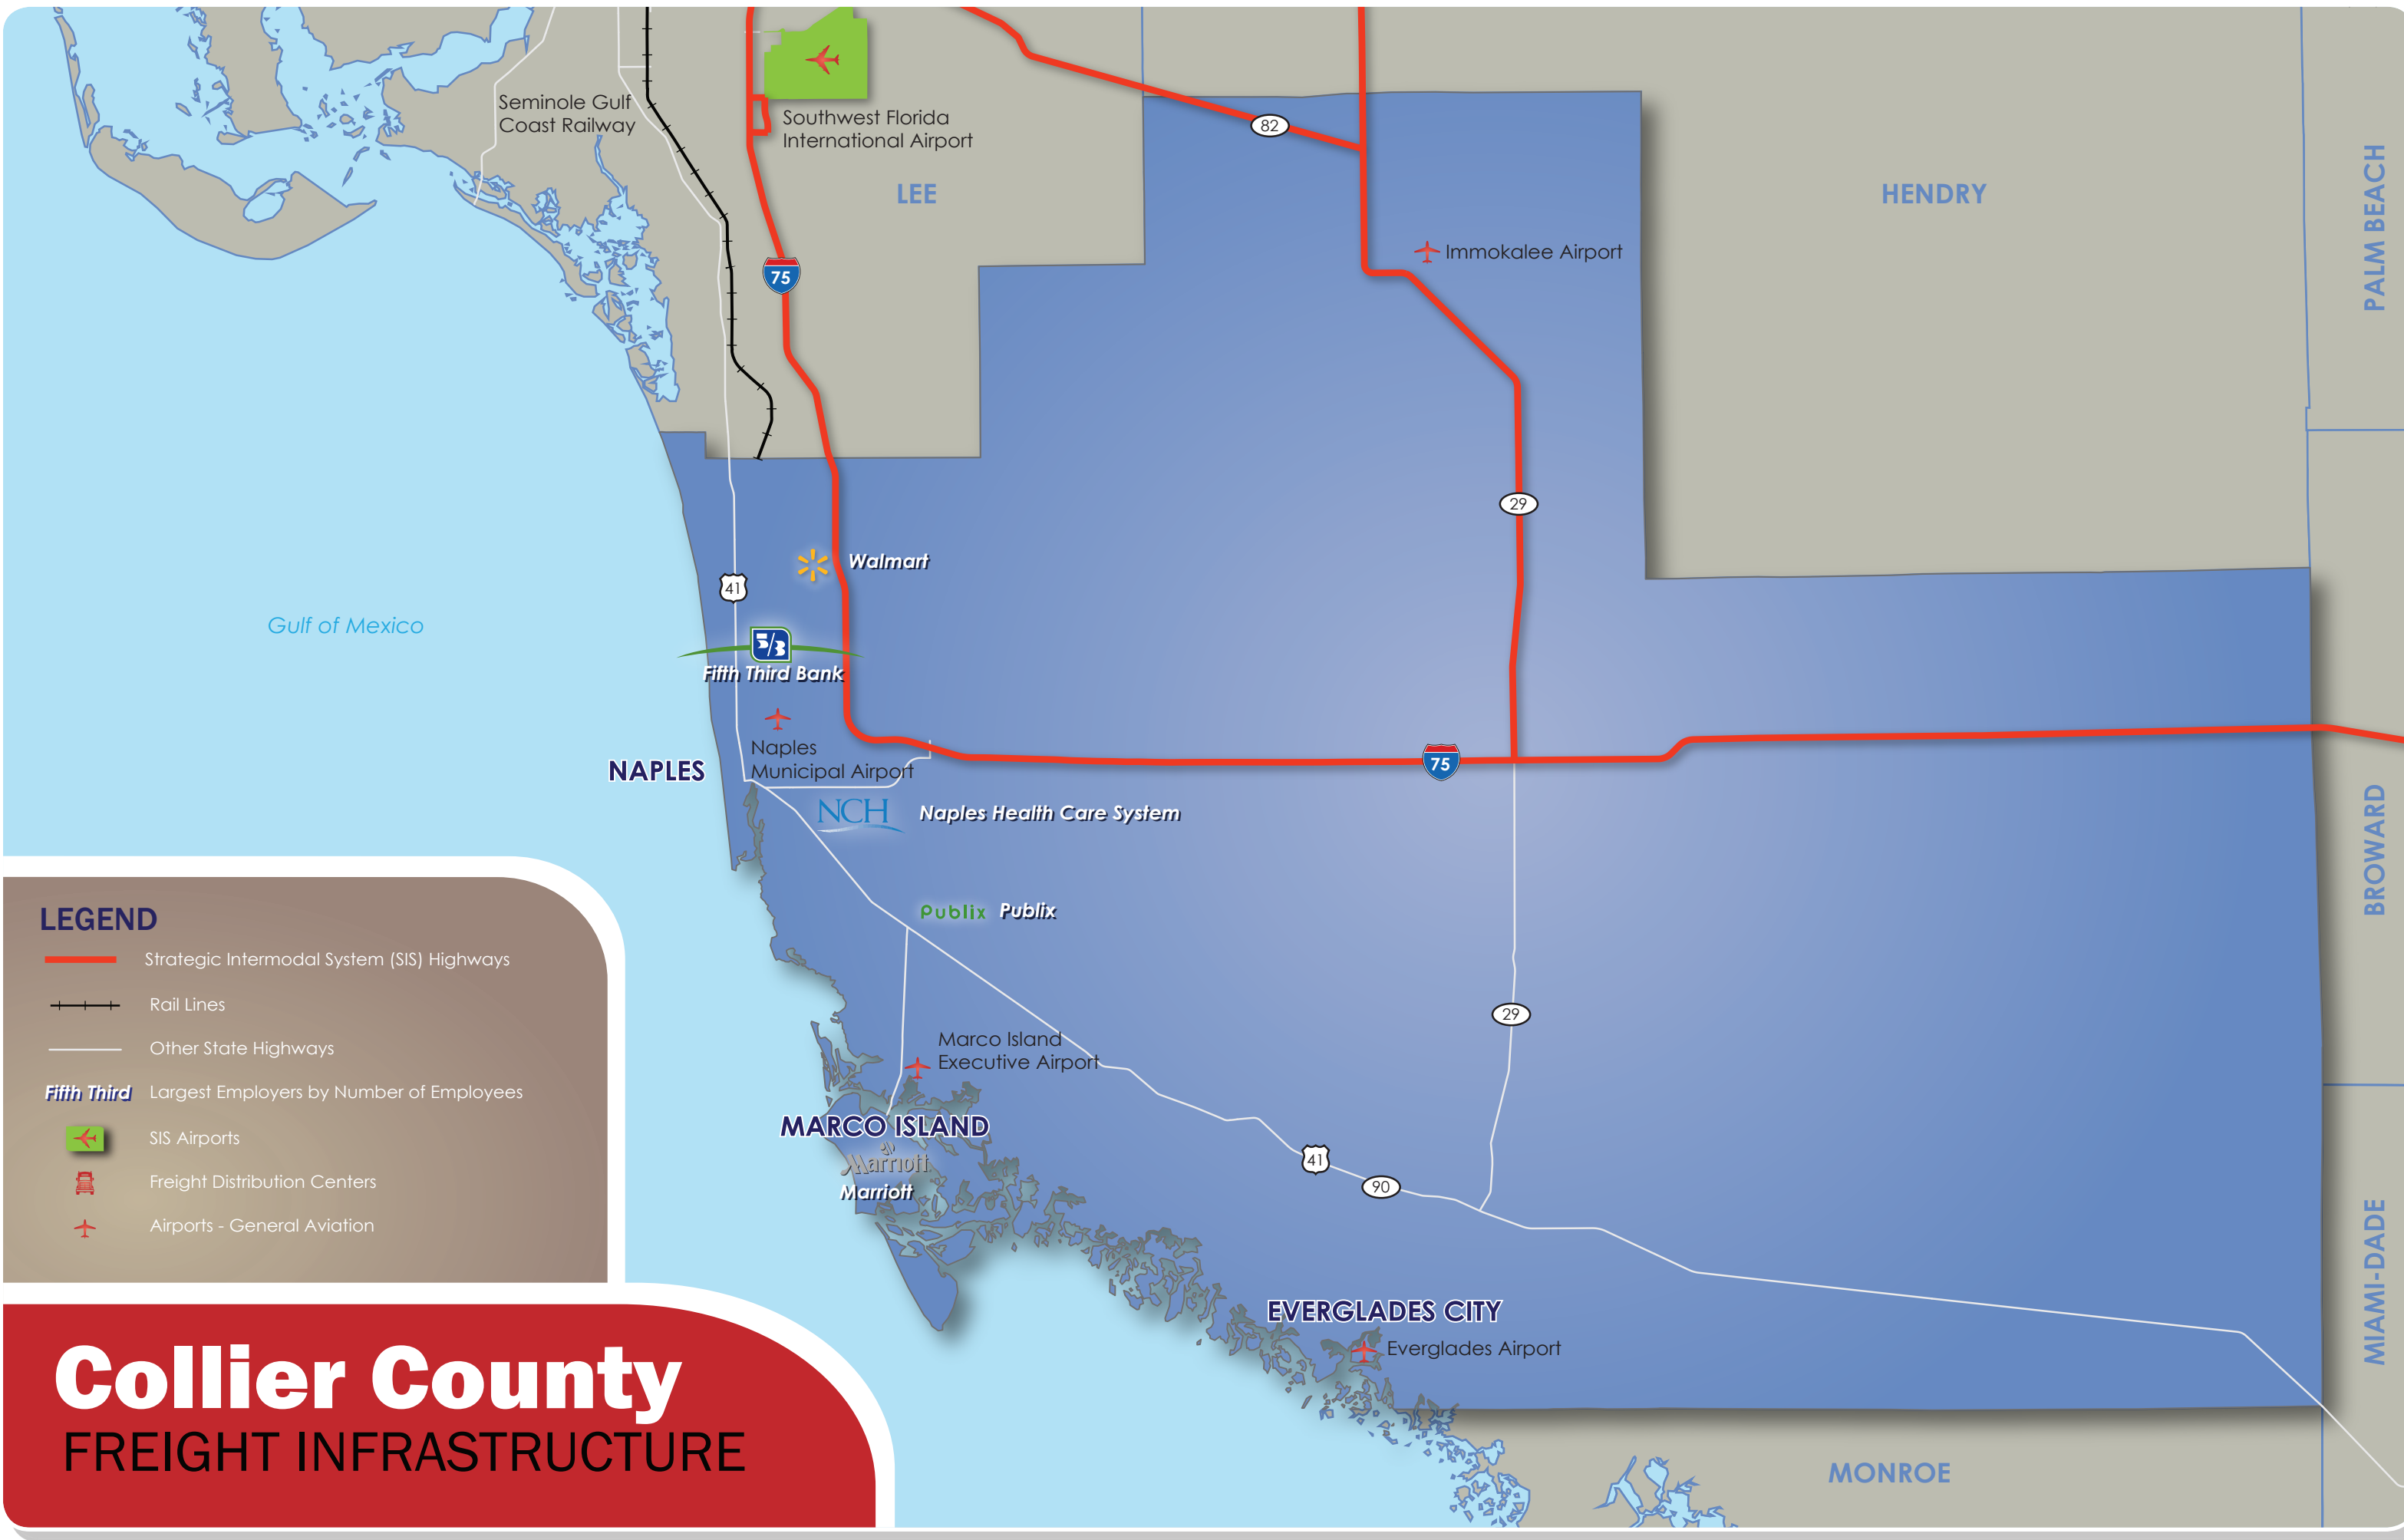 Seminole Gulf
Coast Railway
Southwest Florida
International Airport
LEE
82
HENDRY
PALM BEACH
75
Immokalee Airport
29
Walmart
41
Gulf of Mexico
5/3
Fifth Third Bank
Naples
Municipal Airport
NAPLES
75
NCH
Naples Health Care System
BROWARD
Publix
Publix
29
Marco Island
Executive Airport
MARCO ISLAND
Marriott
Marriott
41
90
MIAMI-DADE
EVERGLADES CITY
Everglades Airport
MONROE
LEGEND
Strategic Intermodal System (SIS) Highways
Rail Lines
Other State Highways
Fifth Third
Largest Employers by Number of Employees
SIS Airports
Freight Distribution Centers
Airports - General Aviation
Collier County
FREIGHT INFRASTRUCTURE